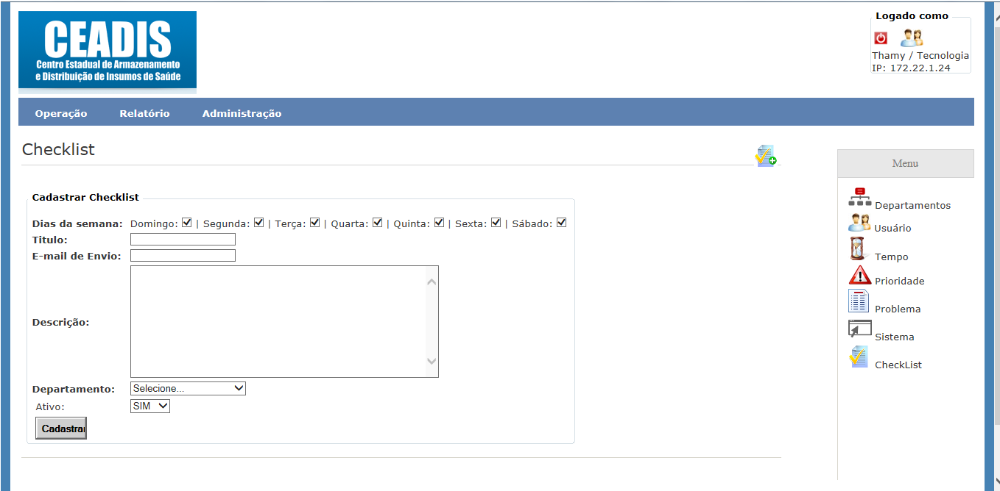 CEADIS
Centro Estadual de Armazenamento
e Distribuição de Insumos de Saúde
Logado como
Thamy / Tecnologia
IP: 172.22.1.24
Operação Relatório Administração
Checklist
Menu
Cadastrar Checklist
Dias da semana: Domingo: | Segunda: | Terça: | Quarta: | Quinta: | Sexta: | Sábado:
Titulo:
E-mail de Envio:
Descrição:
Departamento: Selecione...
Ativo: SIM
Cadastrar
Departamentos
Usuário
Tempo
Prioridade
Problema
Sistema
CheckList